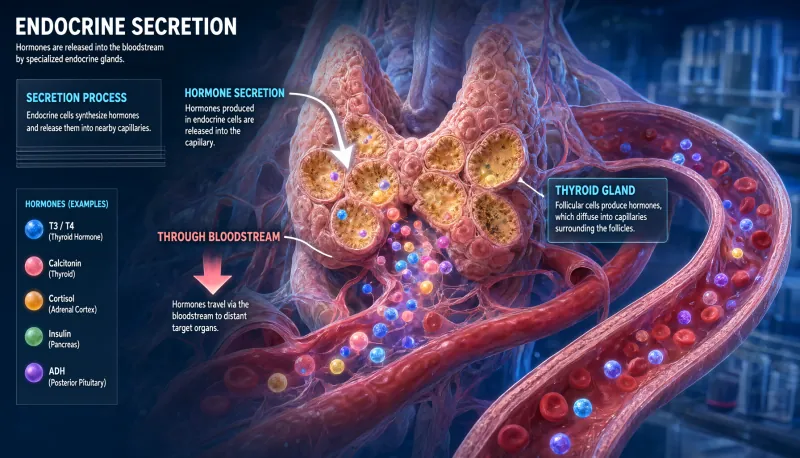 ENDOCRINE SECRETION
Hormones are released into the bloodstream
by specialized endocrine glands.
SECRETION PROCESS
Endocrine cells synthesize hormones
and release them into nearby capillaries.
HORMONE SECRETION
Hormones produced
in endocrine cells are
released into the
capillary.
THYROID GLAND
Follicular cells produce hormones,
which diffuse into capillaries
surrounding the follicles.
HORMONES (EXAMPLES)
T3 / T4
(Thyroid Hormone)
Calcitonin
(Thyroid)
Cortisol
(Adrenal Cortex)
Insulin
(Pancreas)
ADH
(Posterior Pituitary)
THROUGH BLOODSTREAM
Hormones travel via the
bloodstream to distant
target organs.